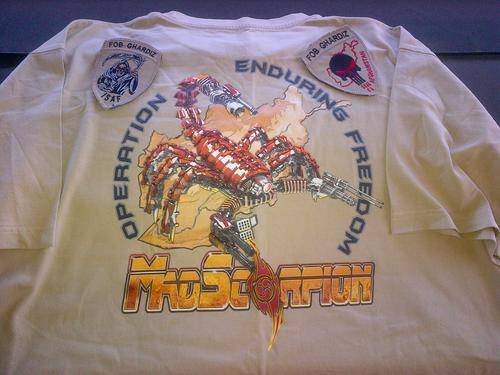 FOB GHARDIZ
ISAF
FOB GHARDIZ
OPERATION ENDURING FREEDOM
MADSCORPION